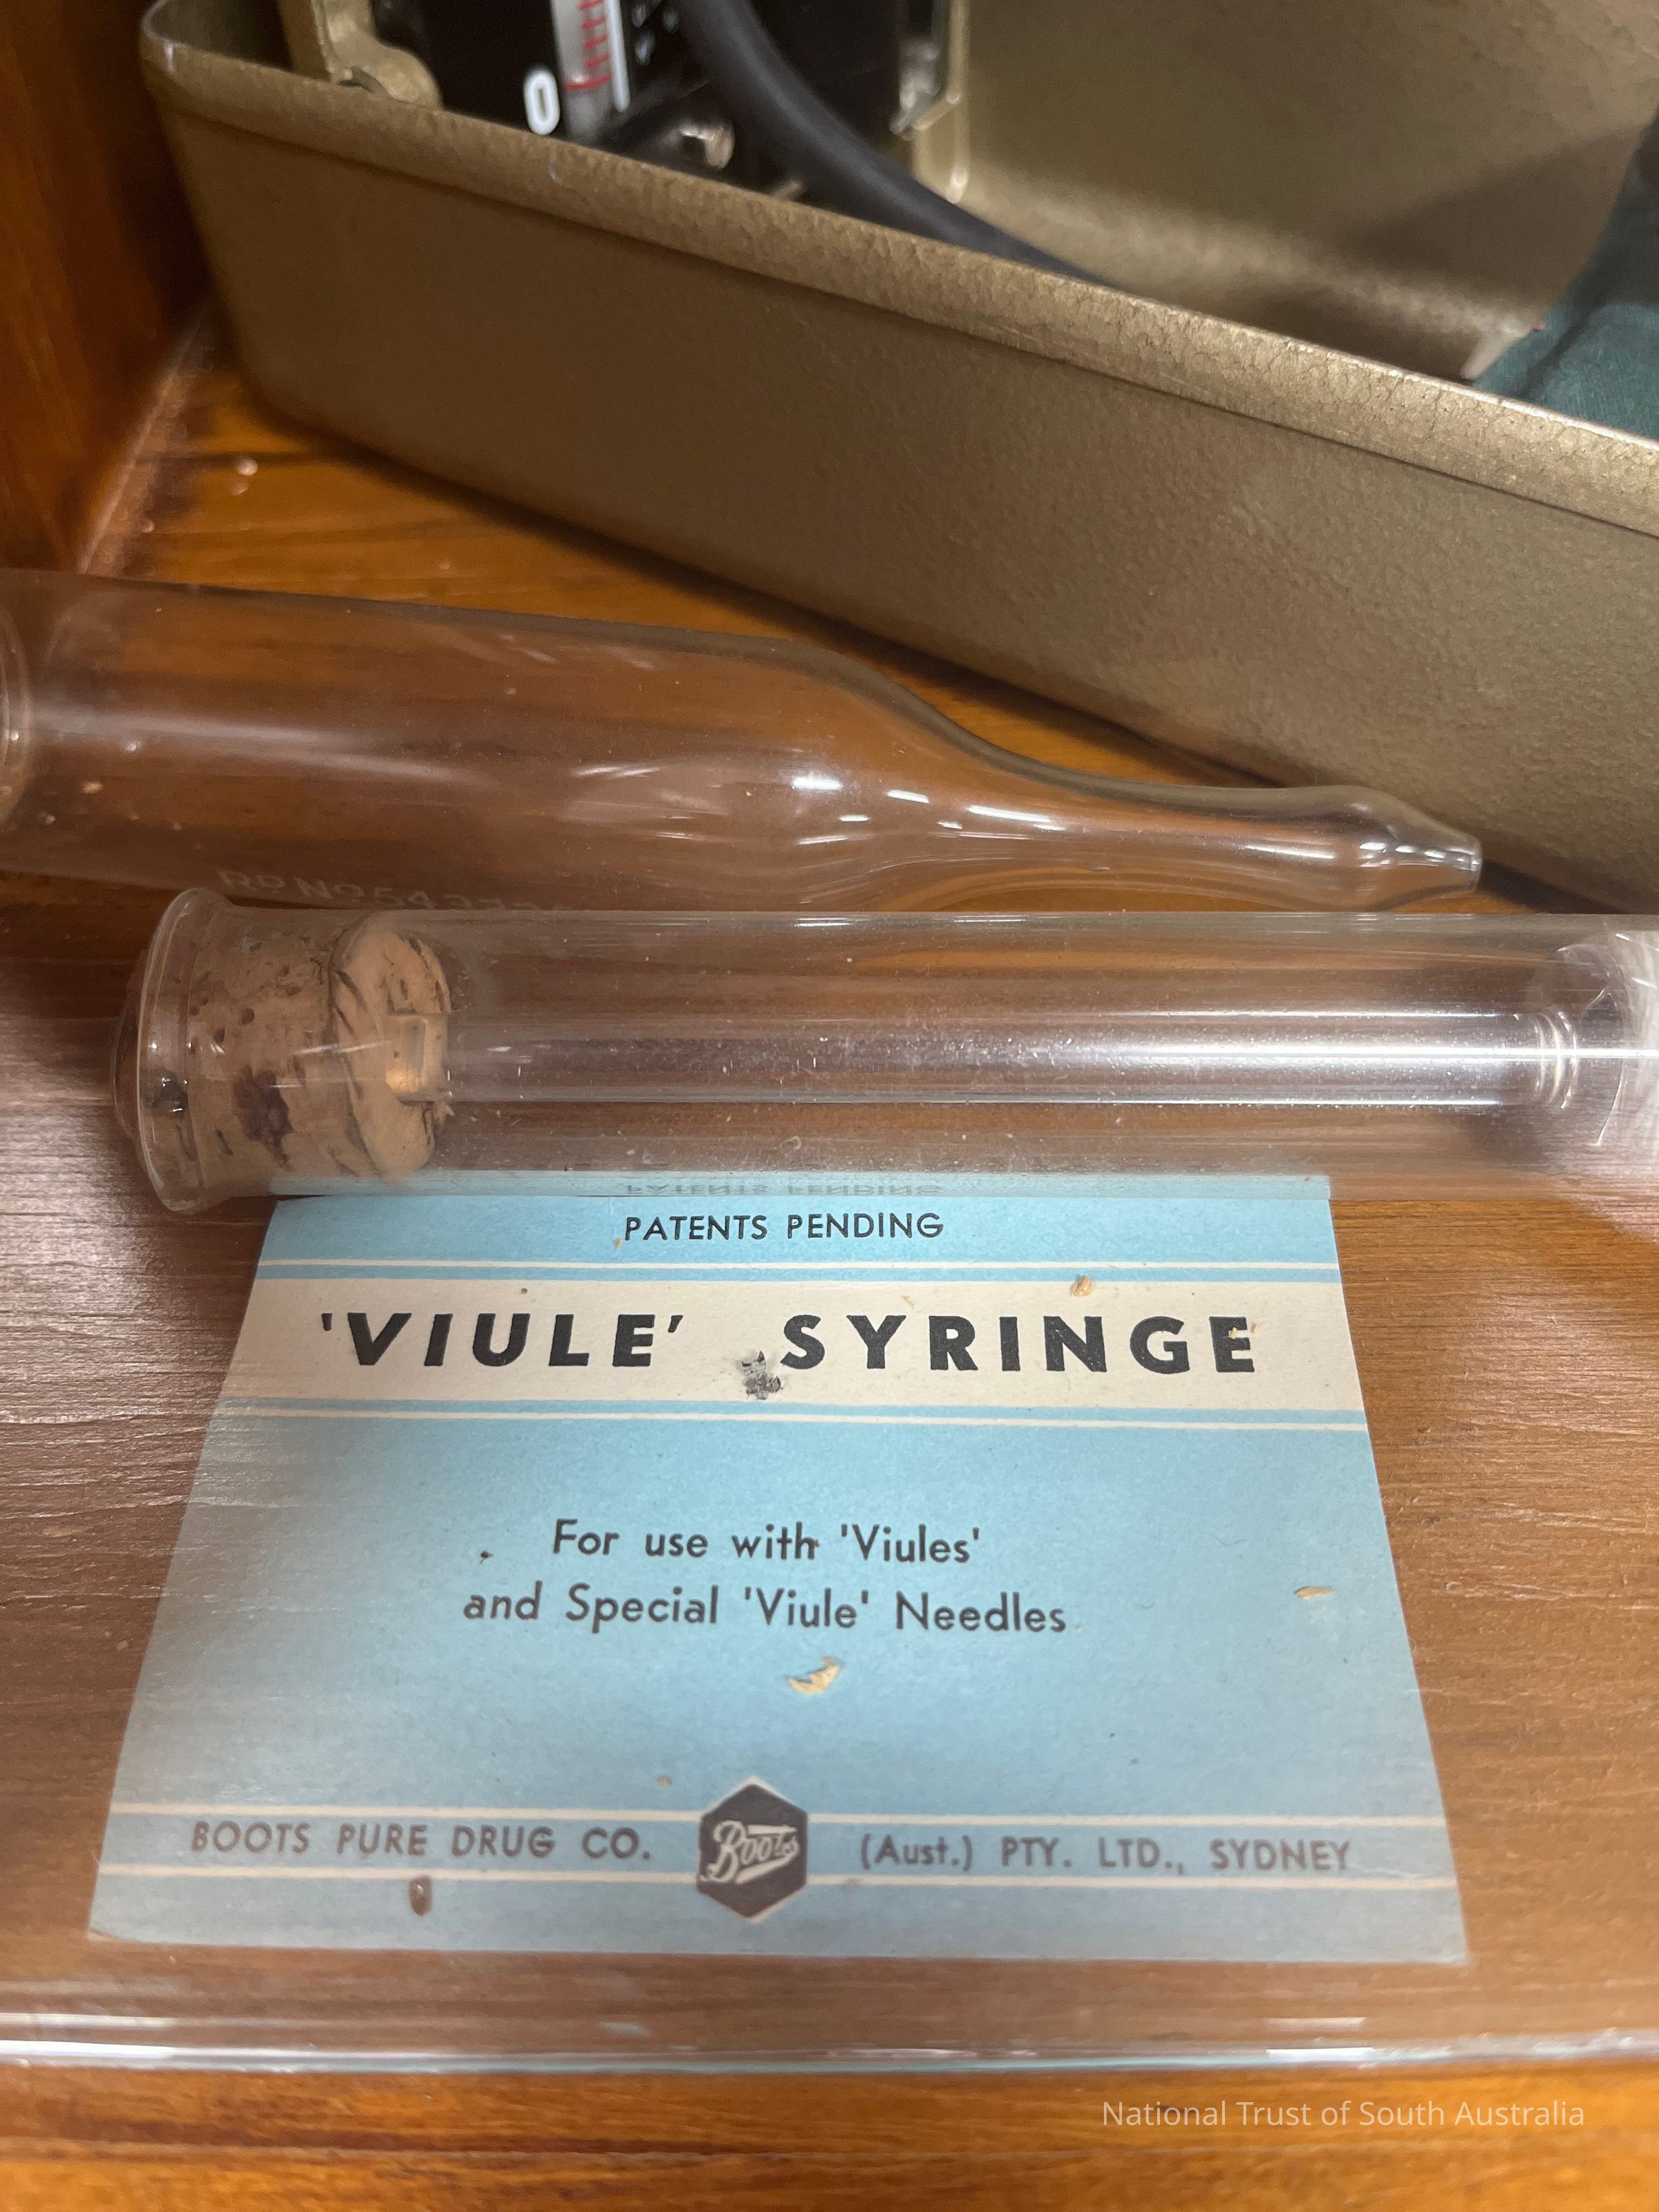 0
PATENTS PENDING
'VIULE' SYRINGE
For use with 'Viules'
and Special 'Viule' Needles
BOOTS PURE DRUG CO. Boots (Aust.) PTY. LTD., SYDNEY
National Trust of South Australia